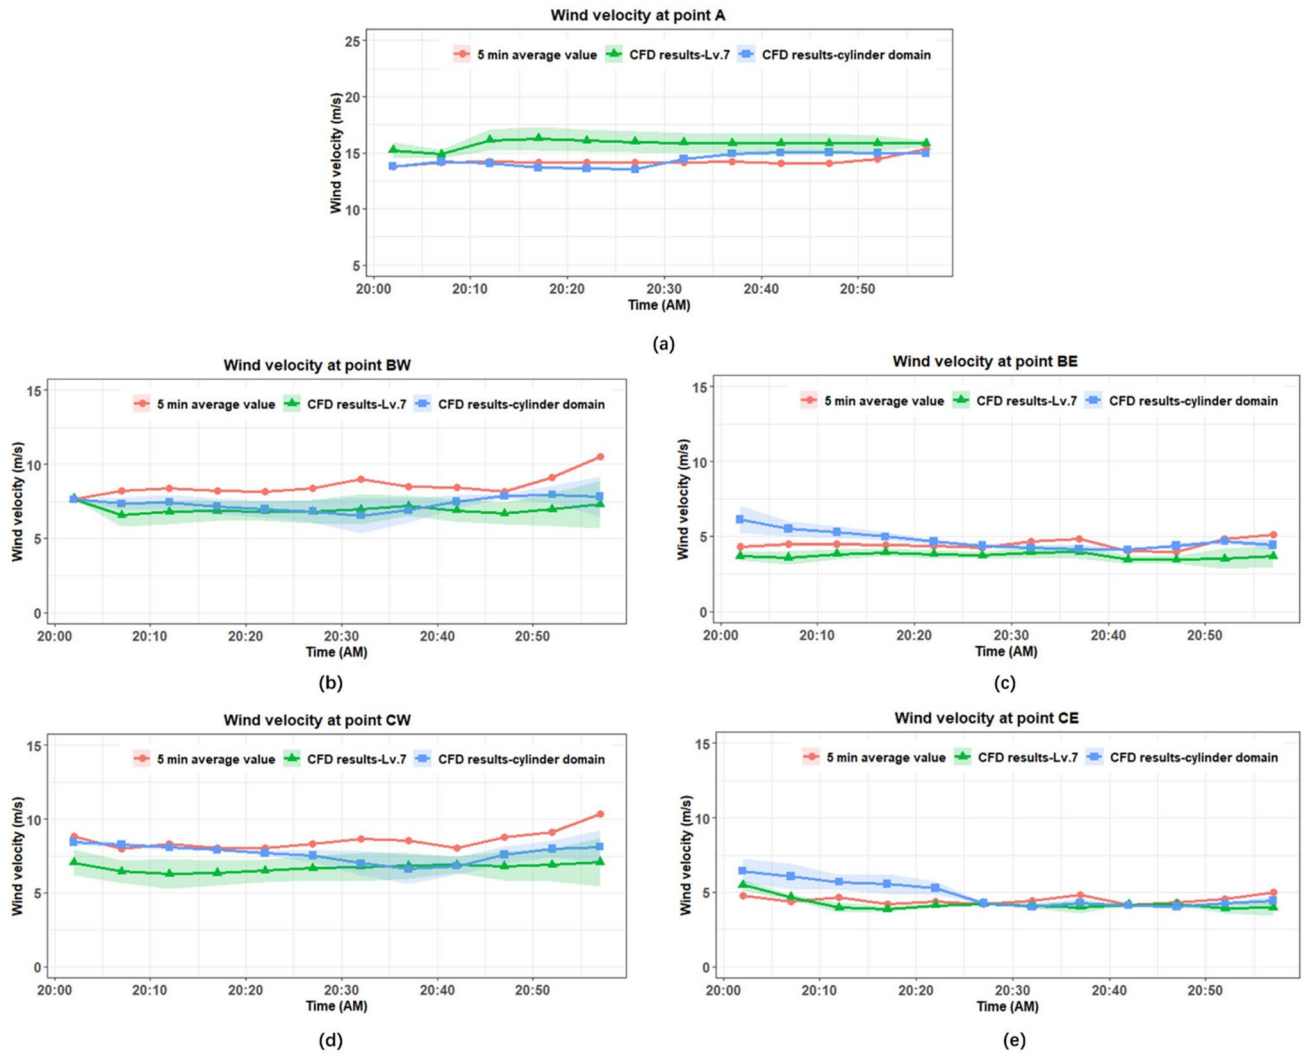 Wind velocity at point A
5 min average value CFD results-Lv.7 CFD results-cylinder domain
Wind velocity (m/s)
25
20
15
10
5
20:00 20:10 20:20 20:30 20:40 20:50
Time (AM)
(a)
Wind velocity at point BW
5 min average value CFD results-Lv.7 CFD results-cylinder domain
Wind velocity (m/s)
15
10
5
0
20:00 20:10 20:20 20:30 20:40 20:50
Time (AM)
(b)
Wind velocity at point BE
5 min average value CFD results-Lv.7 CFD results-cylinder domain
Wind velocity (m/s)
15
10
5
0
20:00 20:10 20:20 20:30 20:40 20:50
Time (AM)
(c)
Wind velocity at point CW
5 min average value CFD results-Lv.7 CFD results-cylinder domain
Wind velocity (m/s)
15
10
5
0
20:00 20:10 20:20 20:30 20:40 20:50
Time (AM)
(d)
Wind velocity at point CE
5 min average value CFD results-Lv.7 CFD results-cylinder domain
Wind velocity (m/s)
15
10
5
0
20:00 20:10 20:20 20:30 20:40 20:50
Time (AM)
(e)